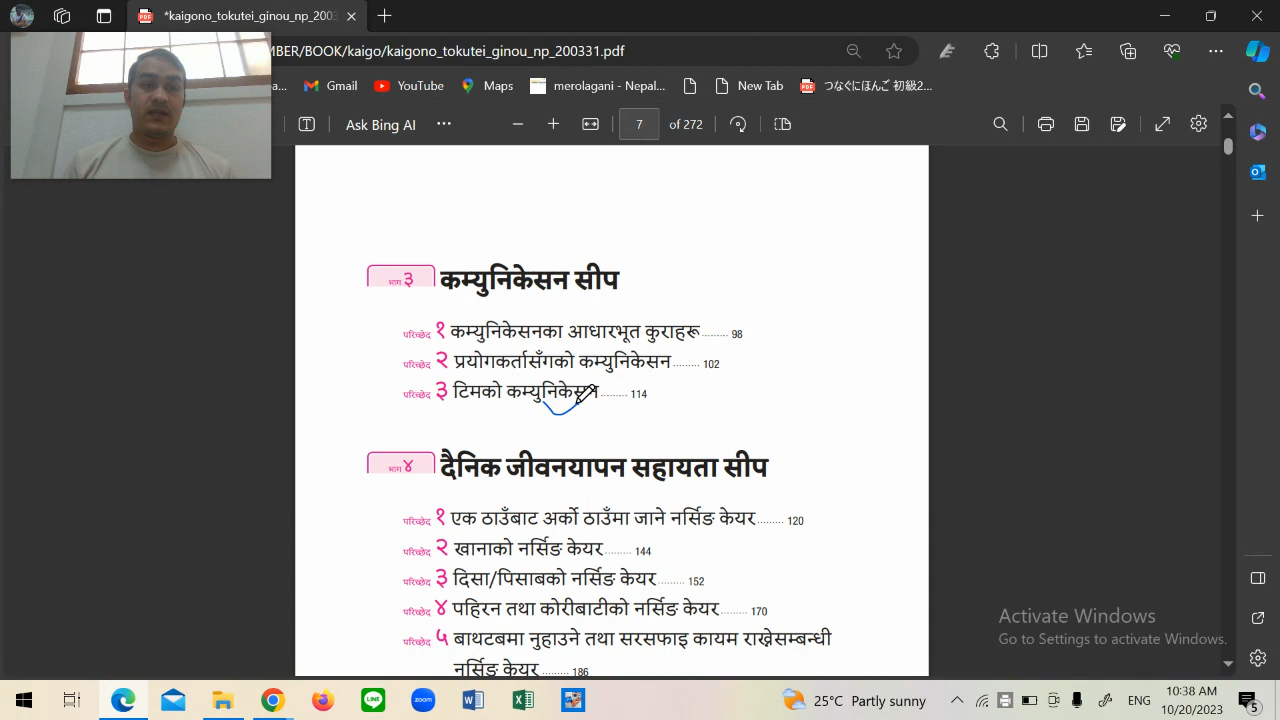 *kaigono_tokutei_ginou_np_200
MBER/BOOK/kaigo/kaigono_tokutei_ginou_np_200331.pdf
a... Gmail YouTube Maps merolagani - Nepal... New Tab つなぐにほんご 初級2...
Ask Bing AI 7 of 272
भाग ३ कम्युनिकेसन सीप
परिच्छेद १ कम्युनिकेसनका आधारभूत कुराहरू ......... 98
परिच्छेद २ प्रयोगकर्तासँगको कम्युनिकेसन ......... 102
परिच्छेद ३ टिमको कम्युनिकेसन ......... 114
भाग ४ दैनिक जीवनयापन सहायता सीप
परिच्छेद १ एक ठाउँबाट अर्को ठाउँमा जाने नर्सिङ केयर ......... 120
परिच्छेद २ खानाको नर्सिङ केयर ......... 144
परिच्छेद ३ दिसा/पिसाबको नर्सिङ केयर ......... 152
परिच्छेद ४ पहिरन तथा कोरीबाटीको नर्सिङ केयर ......... 170
परिच्छेद ५ बाथटबमा नुहाउने तथा सरसफाइ कायम राख्नेसम्बन्धी
नर्सिङ केयर ......... 186
Activate Windows
Go to Settings to activate Windows.
LINE zoom 25°C Partly sunny ENG 10:38 AM
10/20/2023 5